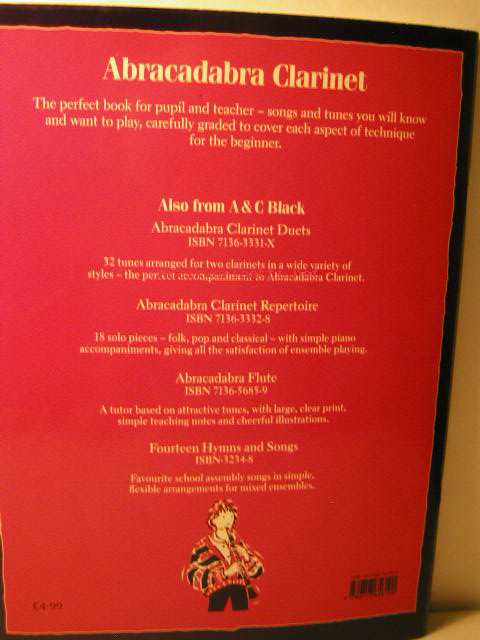 Abracadabra Clarinet
The perfect book for pupil and teacher – songs and tunes you will know
and want to play, carefully graded to cover each aspect of technique
for the beginner.
Also from A & C Black
Abracadabra Clarinet Duets
ISBN 7136-3331-X
32 tunes arranged for two clarinets in a wide variety of
styles – the perfect accompaniment to Abracadabra Clarinet.
Abracadabra Clarinet Repertoire
ISBN 7136-3332-8
18 solo pieces – folk, pop and classical – with simple piano
accompaniments, giving all the satisfaction of ensemble playing.
Abracadabra Flute
ISBN 7136-5685-9
A tutor based on attractive tunes, with large, clear print,
simple teaching notes and cheerful illustrations.
Fourteen Hymns and Songs
ISBN-3234-8
Favourite school assembly songs in simple,
flexible arrangements for mixed ensembles.
£4·99